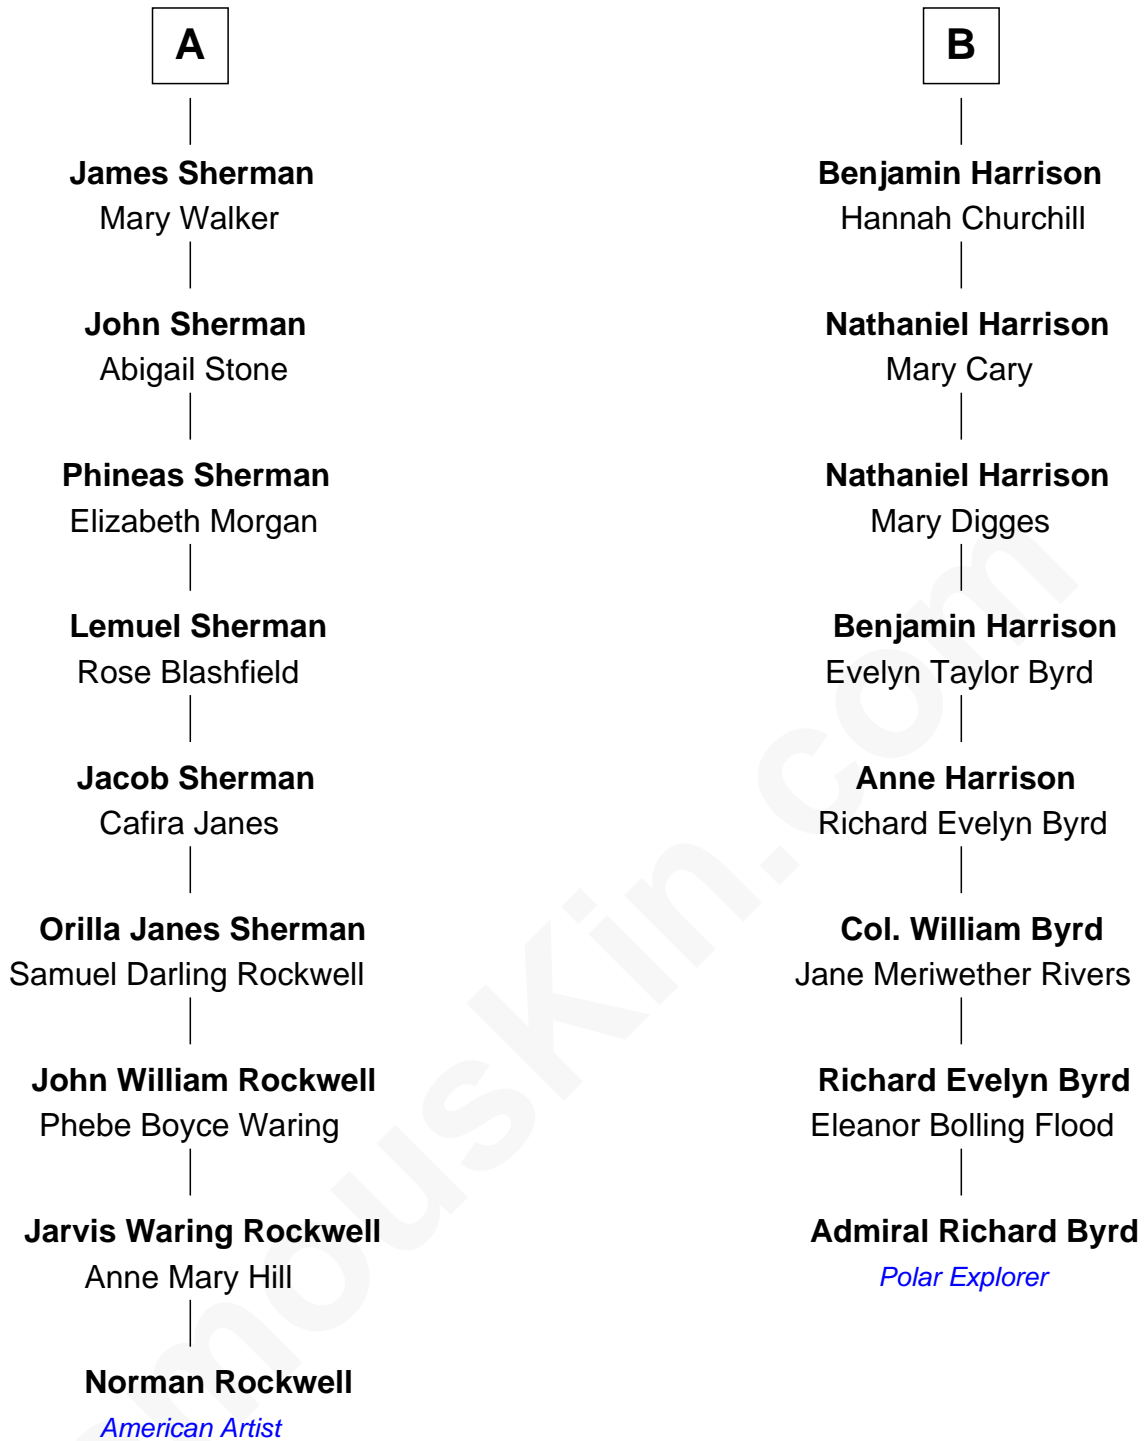 A
James Sherman
Mary Walker
John Sherman
Abigail Stone
Phineas Sherman
Elizabeth Morgan
Lemuel Sherman
Rose Blashfield
Jacob Sherman
Cafira Janes
Orilla Janes Sherman
Samuel Darling Rockwell
John William Rockwell
Phebe Boyce Waring
Jarvis Waring Rockwell
Anne Mary Hill
Norman Rockwell
American Artist
B
Benjamin Harrison
Hannah Churchill
Nathaniel Harrison
Mary Cary
Nathaniel Harrison
Mary Digges
Benjamin Harrison
Evelyn Taylor Byrd
Anne Harrison
Richard Evelyn Byrd
Col. William Byrd
Jane Meriwether Rivers
Richard Evelyn Byrd
Eleanor Bolling Flood
Admiral Richard Byrd
Polar Explorer
mousKin.com